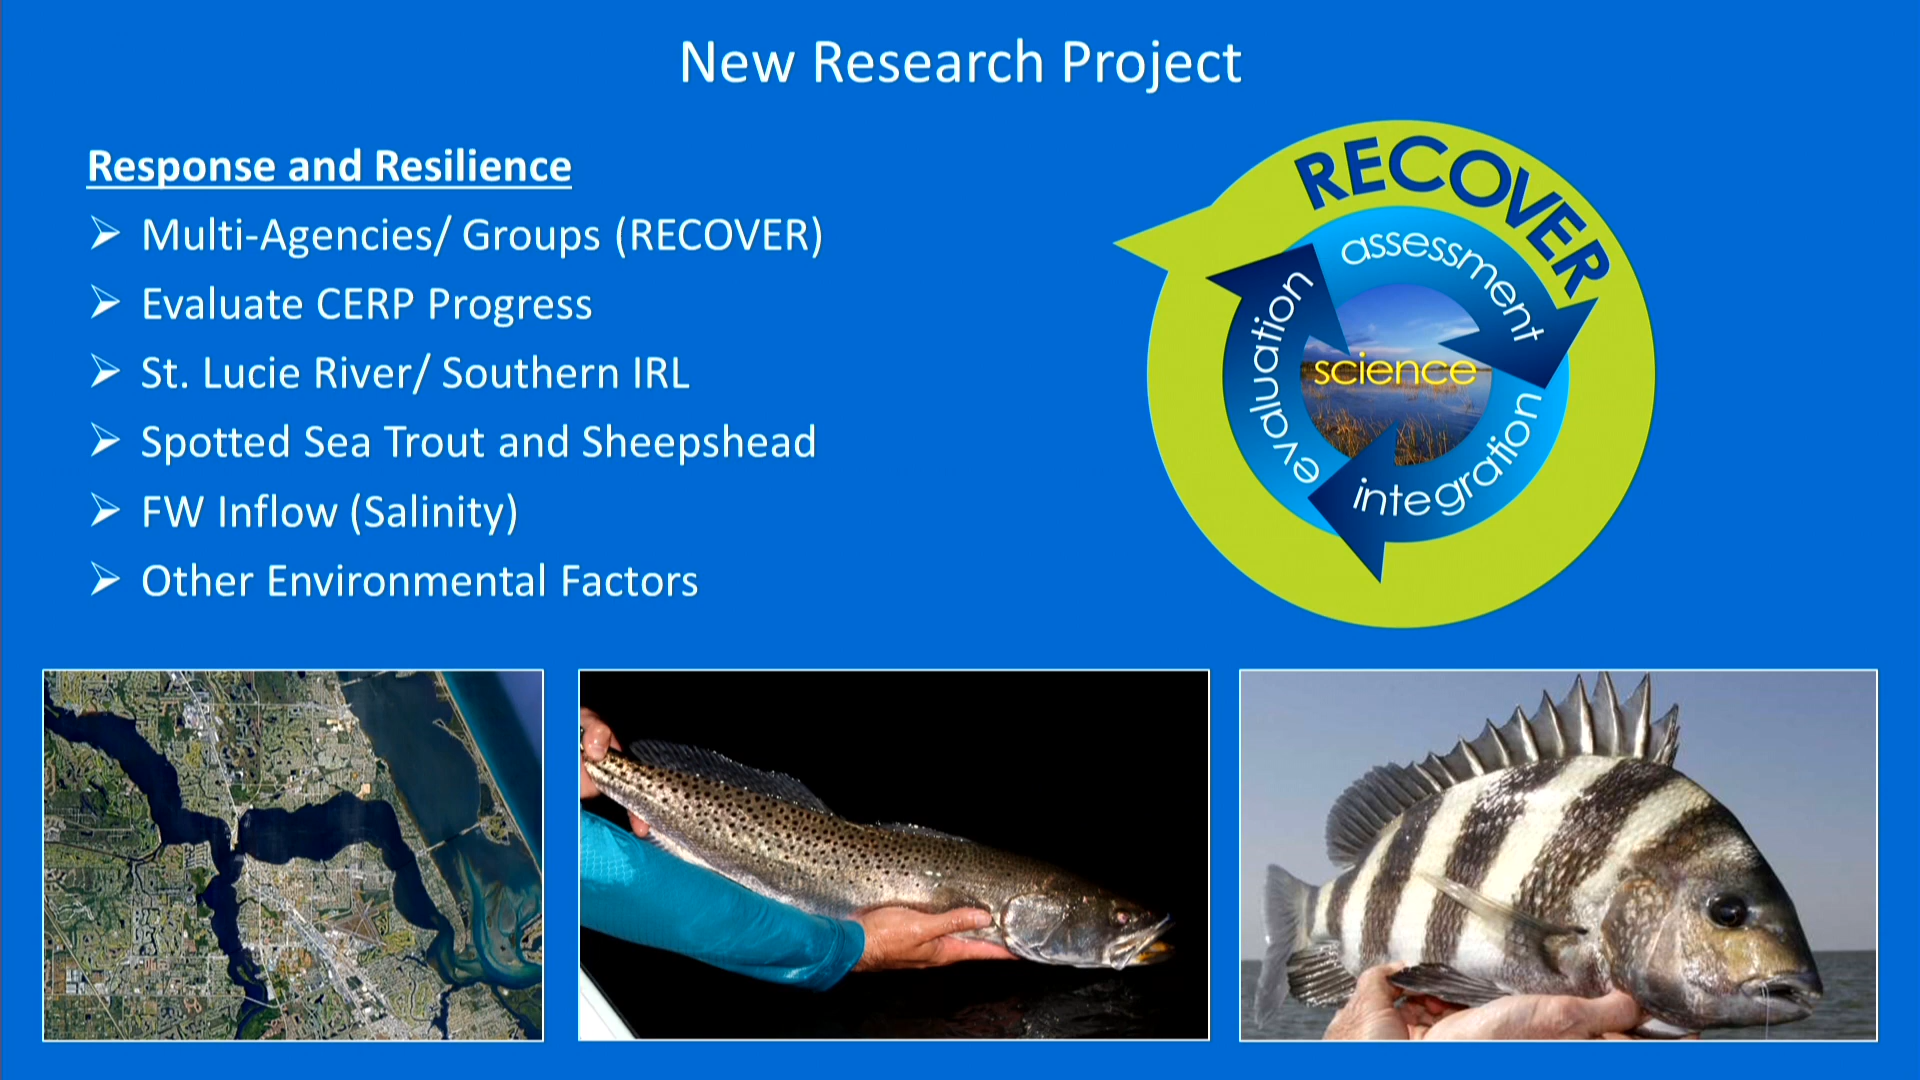 New Research Project
Response and Resilience
Multi-Agencies/ Groups (RECOVER)
Evaluate CERP Progress
St. Lucie River/ Southern IRL
Spotted Sea Trout and Sheepshead
FW Inflow (Salinity)
Other Environmental Factors
RECOVER
assessment
integration
evaluation
science